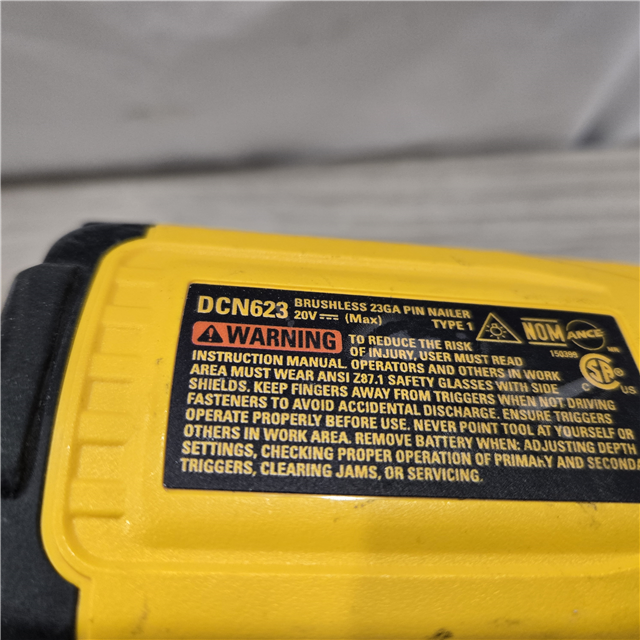 DCN623 BRUSHLESS 23GA PIN NAILER
20V (Max) TYPE 1
NOM ANCE
150399
WARNING TO REDUCE THE RISK
OF INJURY, USER MUST READ
INSTRUCTION MANUAL. OPERATORS AND OTHERS IN WORK
AREA MUST WEAR ANSI Z87.1 SAFETY GLASSES WITH SIDE
SHIELDS. KEEP FINGERS AWAY FROM TRIGGERS WHEN NOT DRIVING
FASTENERS TO AVOID ACCIDENTAL DISCHARGE. ENSURE TRIGGERS
OPERATE PROPERLY BEFORE USE. NEVER POINT TOOL AT YOURSELF OR
OTHERS IN WORK AREA. REMOVE BATTERY WHEN: ADJUSTING DEPTH
SETTINGS, CHECKING PROPER OPERATION OF PRIMARY AND SECONDA
TRIGGERS, CLEARING JAMS, OR SERVICING.